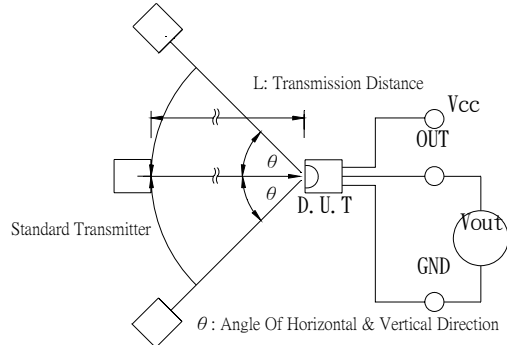 L: Transmission Distance
Vcc
OUT
θ
θ
D.U.T
Standard Transmitter
Vout
GND
θ: Angle Of Horizontal & Vertical Direction